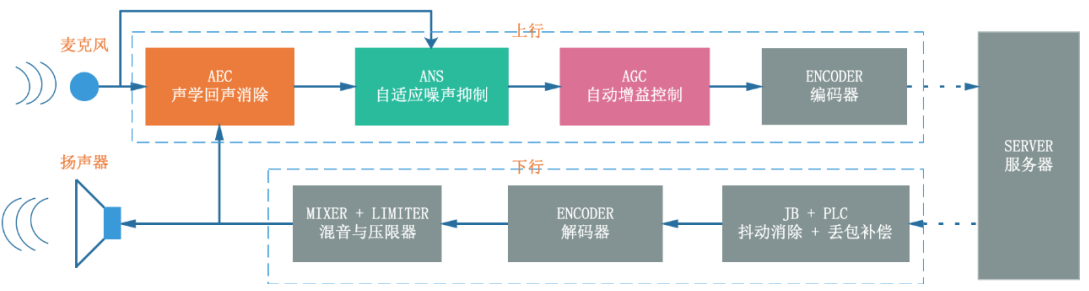 上行
麦克风
AEC
声学回声消除
ANS
自适应噪声抑制
AGC
自动增益控制
ENCODER
编码器
SERVER
服务器
扬声器
下行
MIXER + LIMITER
混音与压限器
ENCODER
解码器
JB + PLC
抖动消除 + 丢包补偿